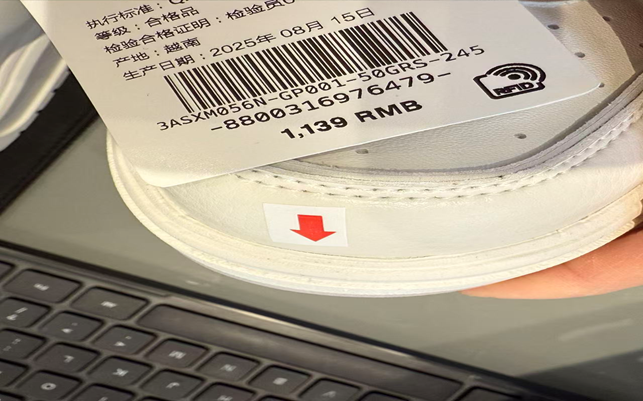 执行标准：Q
等级：合格品
检验合格证明：检验员
产地：越南
生产日期：2025年 08月 15日
3ASXM056N-GP001-50GRS-245
-8800316976479-
1,139 RMB
RFID